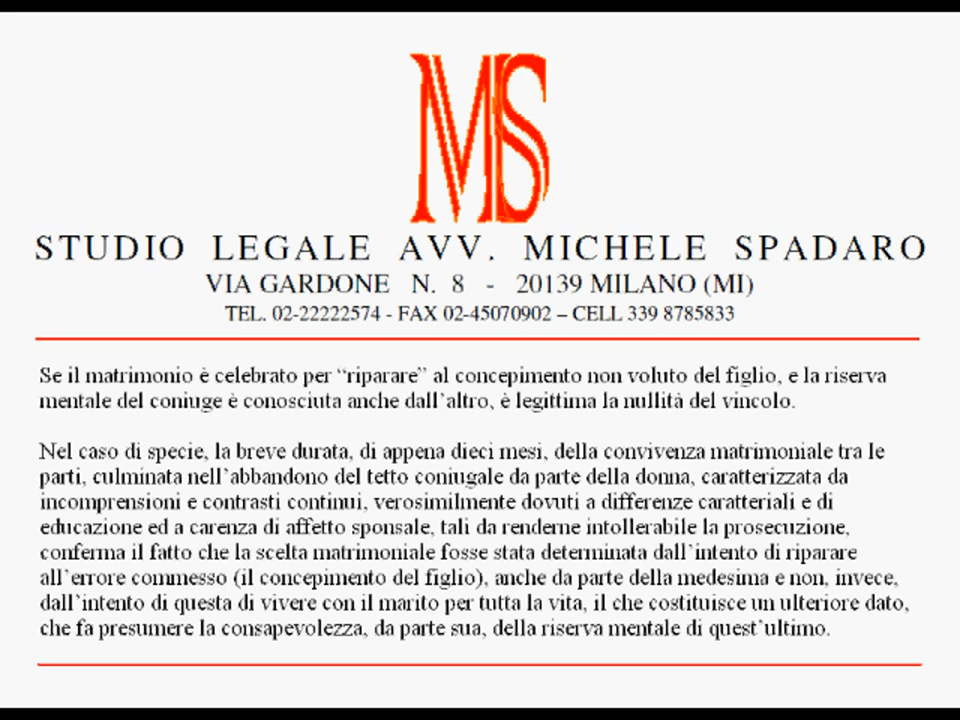 MS
STUDIO LEGALE AVV. MICHELE SPADARO
VIA GARDONE N. 8 - 20139 MILANO (MI)
TEL. 02-22222574 - FAX 02-45070902 – CELL 339 8785833
Se il matrimonio è celebrato per “riparare” al concepimento non voluto del figlio, e la riserva
mentale del coniuge è conosciuta anche dall’altro, è legittima la nullità del vincolo.
Nel caso di specie, la breve durata, di appena dieci mesi, della convivenza matrimoniale tra le
parti, culminata nell’abbandono del tetto coniugale da parte della donna, caratterizzata da
incomprensioni e contrasti continui, verosimilmente dovuti a differenze caratteriali e di
educazione ed a carenza di affetto sponsale, tali da renderne intollerabile la prosecuzione,
conferma il fatto che la scelta matrimoniale fosse stata determinata dall’intento di riparare
all’errore commesso (il concepimento del figlio), anche da parte della medesima e non, invece,
dall’intento di questa di vivere con il marito per tutta la vita, il che costituisce un ulteriore dato,
che fa presumere la consapevolezza, da parte sua, della riserva mentale di quest’ultimo.